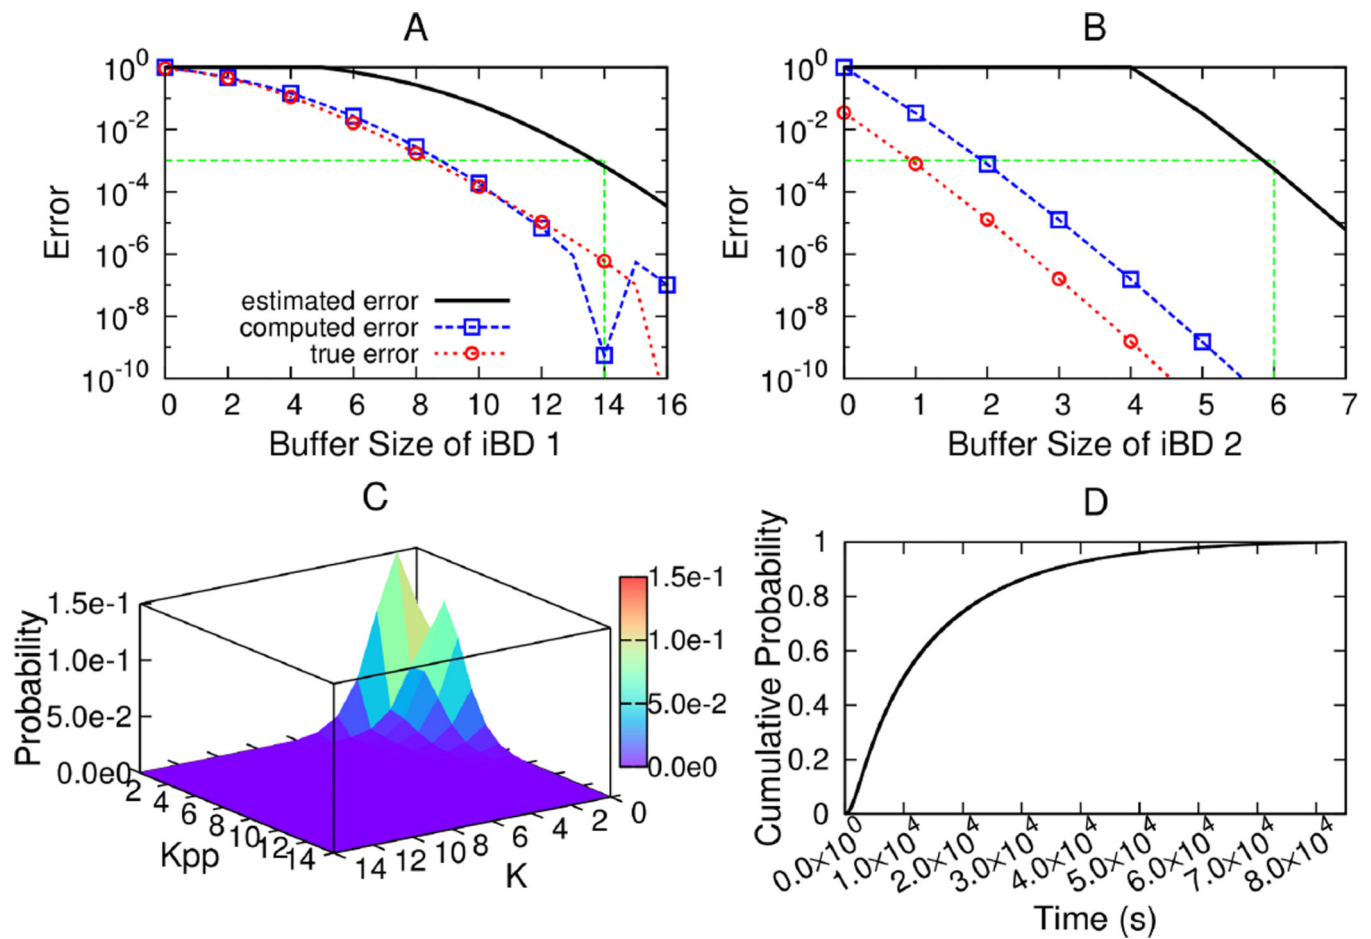 A
10^0
10^-2
10^-4
10^-6
10^-8
10^-10
Error
estimated error
computed error
true error
0 2 4 6 8 10 12 14 16
Buffer Size of iBD 1
B
10^0
10^-2
10^-4
10^-6
10^-8
10^-10
Error
0 1 2 3 4 5 6 7
Buffer Size of iBD 2
C
Probability
1.5e-1
1.0e-1
5.0e-2
0.0e0
2 4 6 8 10 12 14
Kpp
14 12 10 8 6 4 2 0
K
1.5e-1
1.0e-1
5.0e-2
0.0e0
D
Cumulative Probability
1
0.8
0.6
0.4
0.2
0
0.0×10^0 1.0×10^4 2.0×10^4 3.0×10^4 4.0×10^4 5.0×10^4 6.0×10^4 7.0×10^4 8.0×10^4
Time (s)